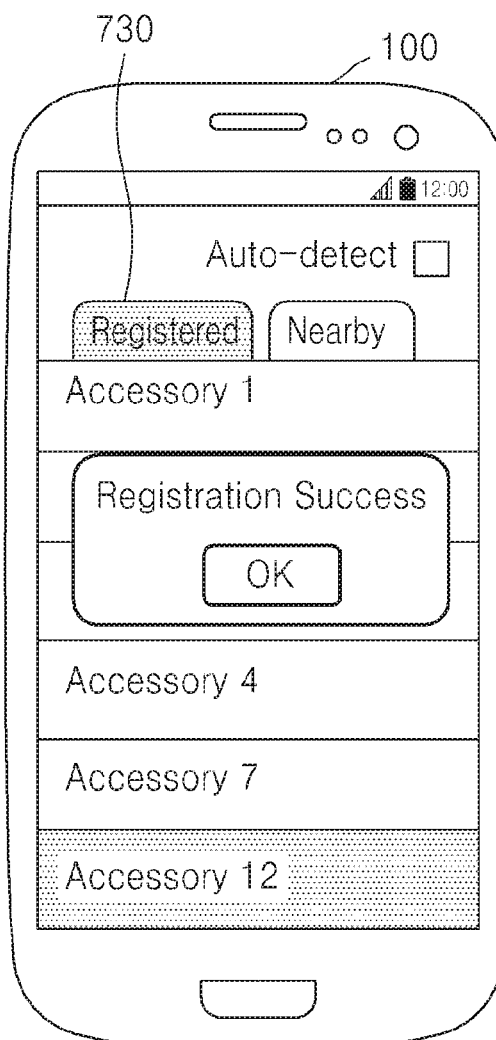 730
100
12:00
Auto-detect
Registered Nearby
Accessory 1
Registration Success
OK
Accessory 4
Accessory 7
Accessory 12